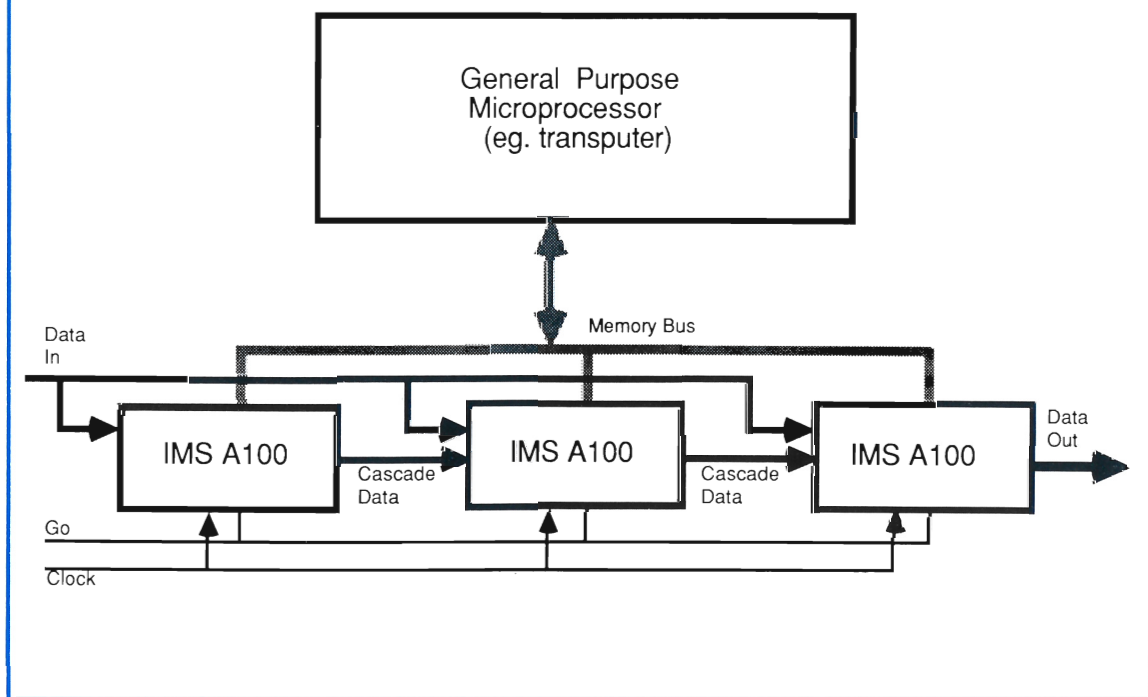 General Purpose
Microprocessor
(eg. transputer)
Memory Bus
Data
In
IMS A100
Cascade
Data
IMS A100
Cascade
Data
IMS A100
Data
Out
Go
Clock